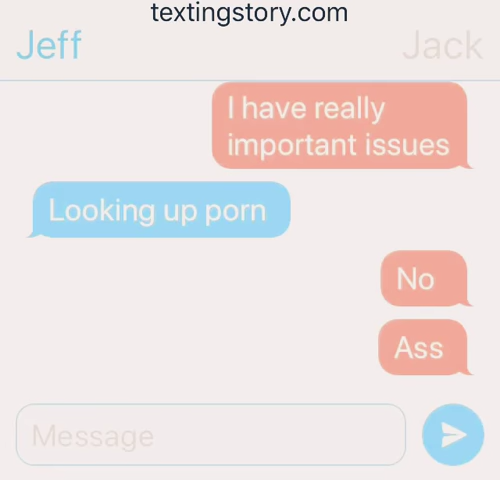 textingstory.com
Jeff
Jack
I have really
important issues
Looking up porn
No
Ass
Message